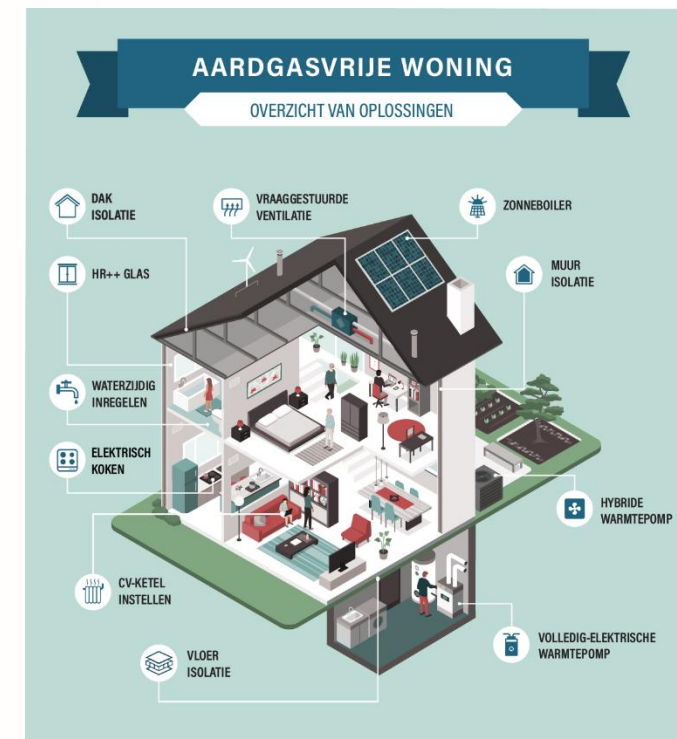 AARDGASVRIJE WONING
OVERZICHT VAN OPLOSSINGEN
DAK
ISOLATIE
VRAAGGESTUURDE
VENTILATIE
ZONNEBOILER
HR++ GLAS
MUUR
ISOLATIE
WATERZIJDIG
INREGELEN
ELEKTRISCH
KOKEN
HYBRIDE
WARMTEPOMP
CV-KETEL
INSTELLEN
VOLLEDIG-ELEKTRISCHE
WARMTEPOMP
VLOER
ISOLATIE